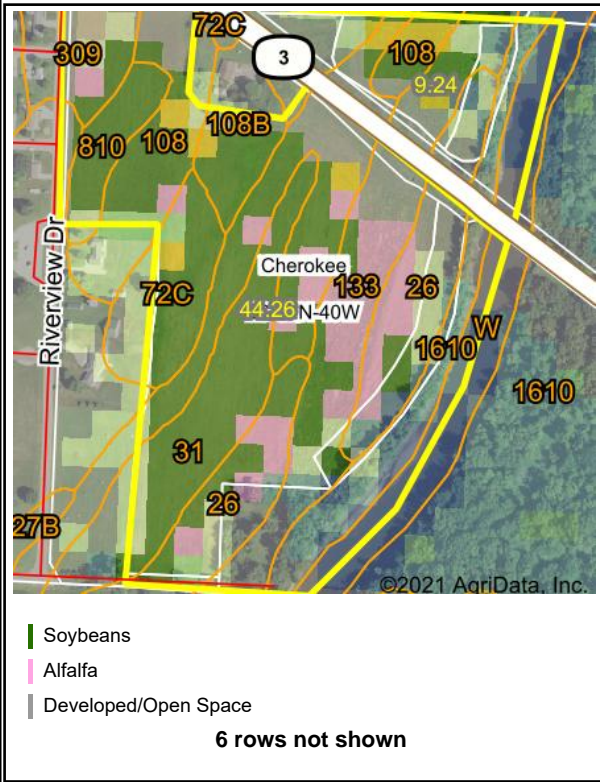 72C
309
3
108
9.24
810
108
108B
Riverview Dr
Cherokee
72C
44.26
N-40W
133
26
1610
W
1610
31
26
27B
©2021 AgriData, Inc.
Soybeans
Alfalfa
Developed/Open Space
6 rows not shown